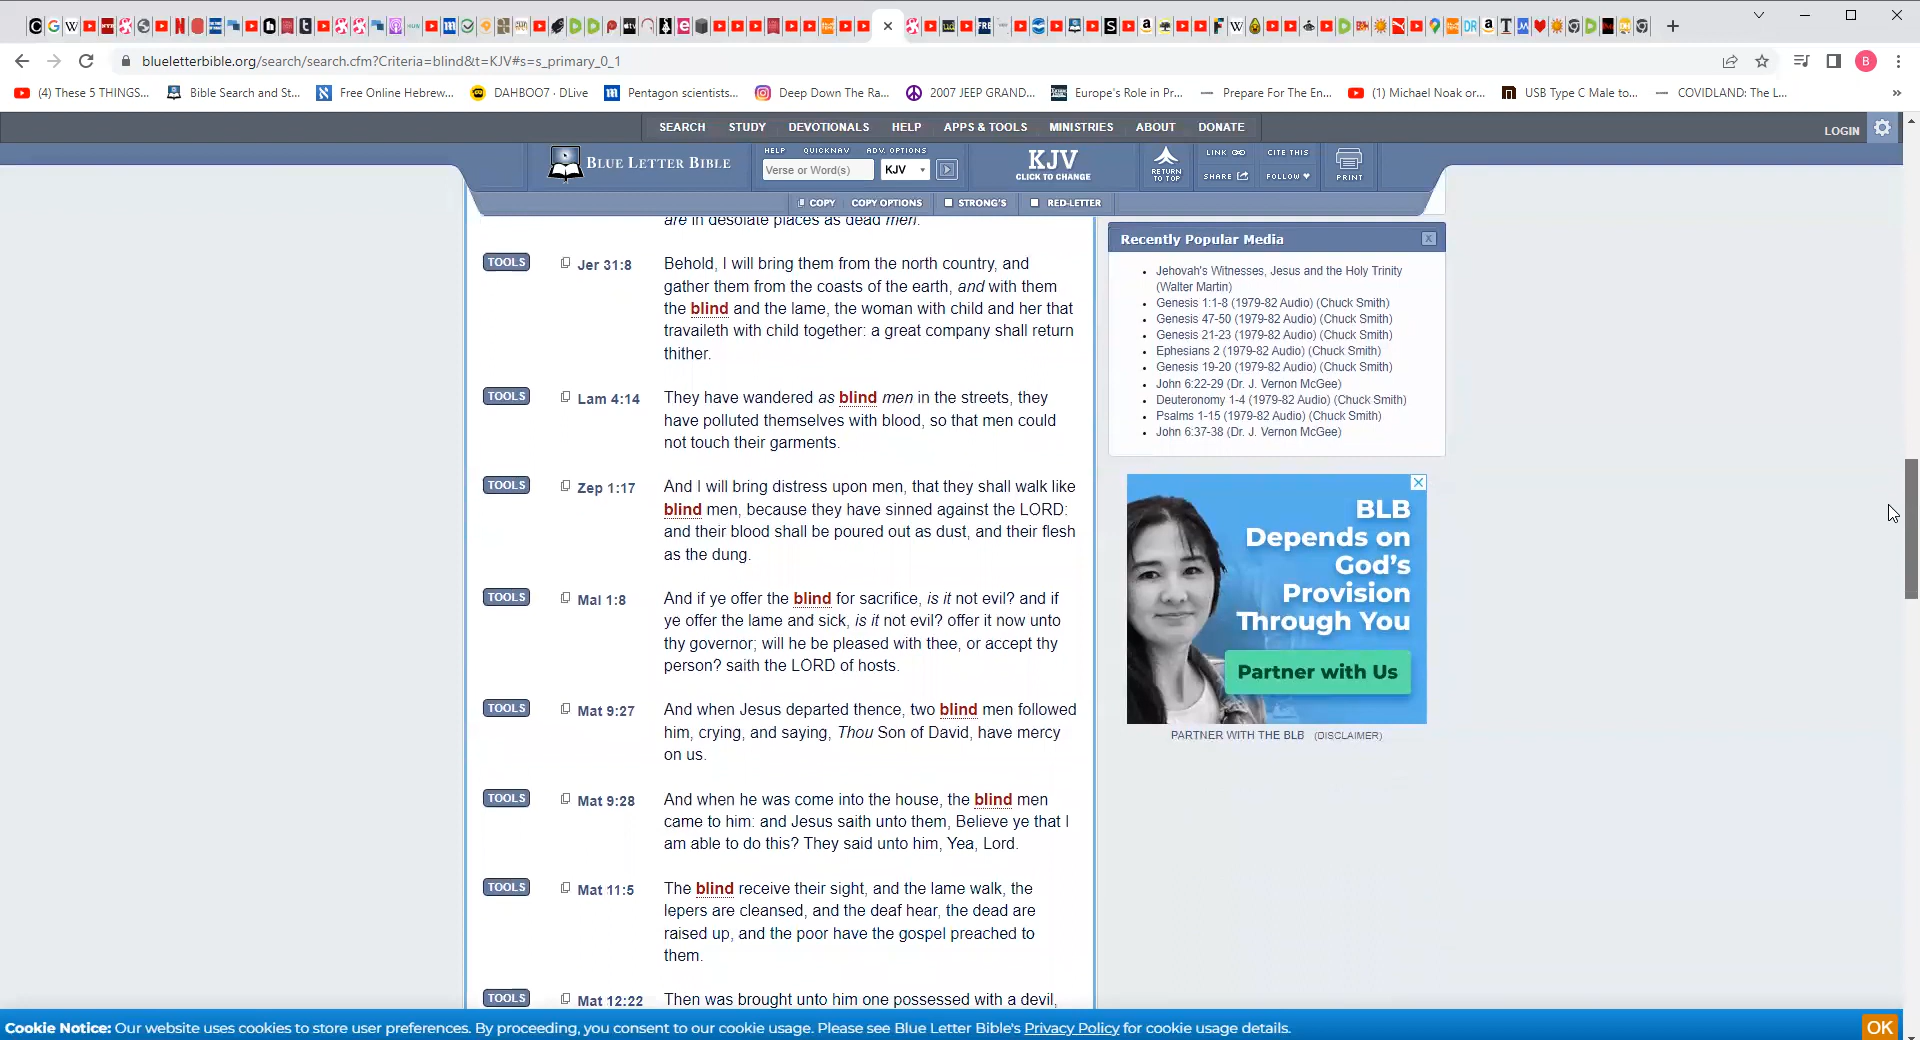 blueletterbible.org/search/search.cfm?Criteria=blind&t=KJV#s=s_primary_0_1
B
(4) These 5 THINGS... Bible Search and St... Free Online Hebrew... DAHBOO7 · DLive Pentagon scientists... Deep Down The Ra... 2007 JEEP GRAND... Europe's Role in Pr... Prepare For The En... (1) Michael Noak or... USB Type C Male to... COVIDLAND: The L... »
SEARCH STUDY DEVOTIONALS HELP APPS & TOOLS MINISTRIES ABOUT DONATE
LOGIN
BLUE LETTER BIBLE
HELP QUICKNAV ADV. OPTIONS
Verse or Word(s) KJV
KJV
CLICK TO CHANGE
RETURN
TO TOP
LINK CITE THIS
SHARE FOLLOW
PRINT
COPY COPY OPTIONS STRONG'S RED-LETTER
are in desolate places as dead men.
TOOLS Jer 31:8 Behold, I will bring them from the north country, and
gather them from the coasts of the earth, and with them
the blind and the lame, the woman with child and her that
travaileth with child together: a great company shall return
thither.
TOOLS Lam 4:14 They have wandered as blind men in the streets, they
have polluted themselves with blood, so that men could
not touch their garments.
TOOLS Zep 1:17 And I will bring distress upon men, that they shall walk like
blind men, because they have sinned against the LORD:
and their blood shall be poured out as dust, and their flesh
as the dung.
TOOLS Mal 1:8 And if ye offer the blind for sacrifice, is it not evil? and if
ye offer the lame and sick, is it not evil? offer it now unto
thy governor; will he be pleased with thee, or accept thy
person? saith the LORD of hosts.
TOOLS Mat 9:27 And when Jesus departed thence, two blind men followed
him, crying, and saying, Thou Son of David, have mercy
on us.
TOOLS Mat 9:28 And when he was come into the house, the blind men
came to him: and Jesus saith unto them, Believe ye that I
am able to do this? They said unto him, Yea, Lord.
TOOLS Mat 11:5 The blind receive their sight, and the lame walk, the
lepers are cleansed, and the deaf hear, the dead are
raised up, and the poor have the gospel preached to
them.
TOOLS Mat 12:22 Then was brought unto him one possessed with a devil,
Recently Popular Media X
Jehovah's Witnesses, Jesus and the Holy Trinity
(Walter Martin)
Genesis 1:1-8 (1979-82 Audio) (Chuck Smith)
Genesis 47-50 (1979-82 Audio) (Chuck Smith)
Genesis 21-23 (1979-82 Audio) (Chuck Smith)
Ephesians 2 (1979-82 Audio) (Chuck Smith)
Genesis 19-20 (1979-82 Audio) (Chuck Smith)
John 6:22-29 (Dr. J. Vernon McGee)
Deuteronomy 1-4 (1979-82 Audio) (Chuck Smith)
Psalms 1-15 (1979-82 Audio) (Chuck Smith)
John 6:37-38 (Dr. J. Vernon McGee)
BLB
Depends on
God's
Provision
Through You
Partner with Us
PARTNER WITH THE BLB (DISCLAIMER)
Cookie Notice: Our website uses cookies to store user preferences. By proceeding, you consent to our cookie usage. Please see Blue Letter Bible's Privacy Policy for cookie usage details.
OK